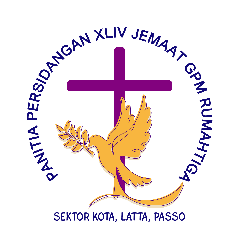 PANITIA PERSIDANGAN XLIV JEMAAT GPM RUMAHTIGA
SEKTOR KOTA, LATTA, PASSO